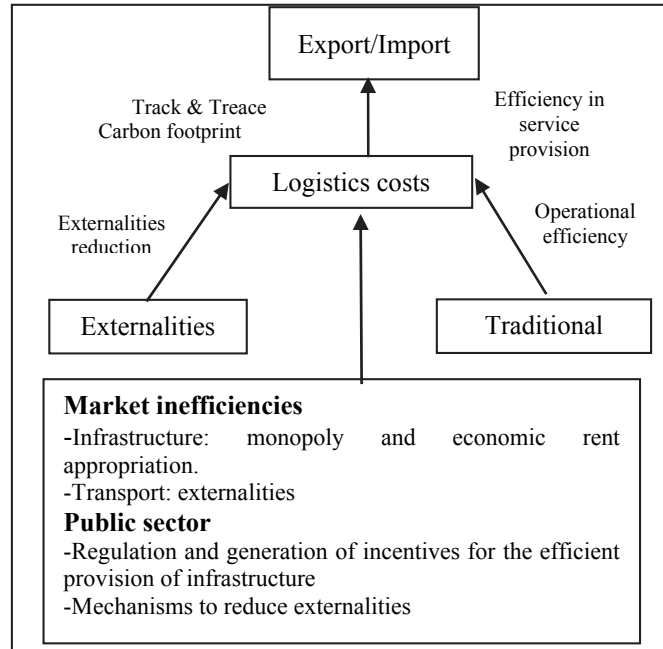 Export/Import
Track & Treace
Carbon footprint
Efficiency in
service
provision
Logistics costs
Externalities
reduction
Operational
efficiency
Externalities
Traditional
Market inefficiencies
-Infrastructure: monopoly and economic rent
appropriation.
-Transport: externalities
Public sector
-Regulation and generation of incentives for the efficient
provision of infrastructure
-Mechanisms to reduce externalities